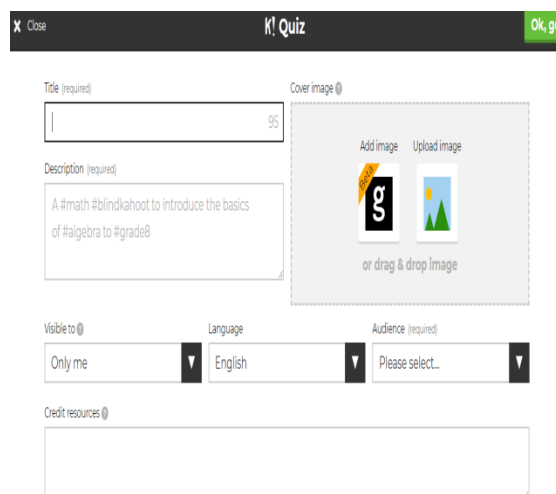 X Close
K! Quiz
Ok, go
Title (required)
95
Description (required)
A #math #blindkahoot to introduce the basics
of #algebra to #grade8
Cover image ?
Add image Upload image
Beta
g
or drag & drop image
Visible to ?
Only me
Language
English
Audience (required)
Please select...
Credit resources ?